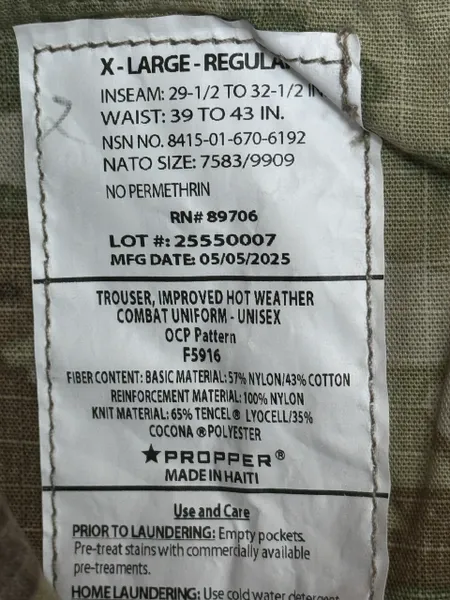 X-LARGE-REGULAR
INSEAM: 29-1/2 TO 32-1/2 IN.
WAIST: 39 TO 43 IN.
NSN NO. 8415-01-670-6192
NATO SIZE: 7583/9909
NO PERMETHRIN
RN# 89706
LOT #: 25550007
MFG DATE: 05/05/2025
TROUSER, IMPROVED HOT WEATHER
COMBAT UNIFORM - UNISEX
OCP Pattern
F5916
FIBER CONTENT: BASIC MATERIAL: 57% NYLON/43% COTTON
REINFORCEMENT MATERIAL: 100% NYLON
KNIT MATERIAL: 65% TENCEL® LYOCELL/35%
COCONA ® POLYESTER
★PROPPER®
MADE IN HAITI
Use and Care
PRIOR TO LAUNDERING: Empty pockets.
Pre-treat stains with commercially available
pre-treaments.
HOME LAUNDERING: Use cold water detergent